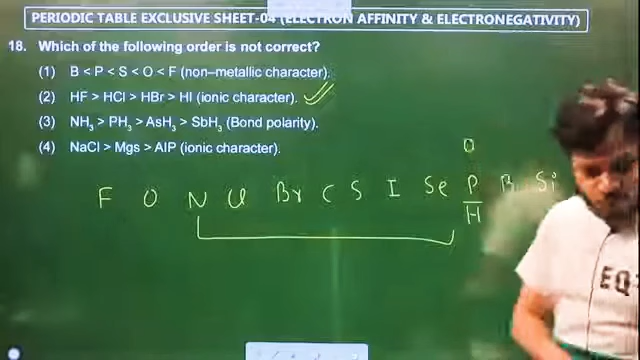 PERIODIC TABLE EXCLUSIVE SHEET-04 (ELECTRON AFFINITY & ELECTRONEGATIVITY)
18. Which of the following order is not correct?
(1) B < P < S < O < F (non–metallic character).
(2) HF > HCl > HBr > HI (ionic character).
(3) NH₃ > PH₃ > AsH₃ > SbH₃ (Bond polarity).
(4) NaCl > Mgs > AlP (ionic character).
F O N Cl Br C S I Se P B Si
H
EQ